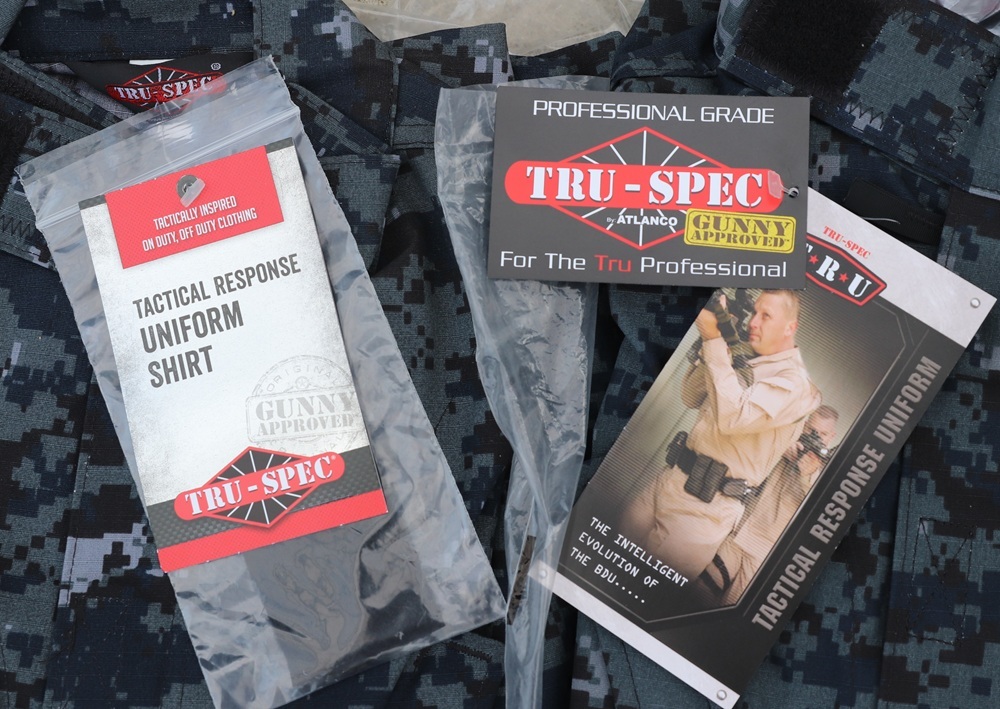 TRU-SPEC®
TACTICALLY INSPIRED
ON DUTY, OFF DUTY CLOTHING
TACTICAL RESPONSE
UNIFORM
SHIRT
ORIGINAL
GUNNY
APPROVED
TRU-SPEC®
PROFESSIONAL GRADE
TRU-SPEC
By ATLANCO
GUNNY
APPROVED
For The Tru Professional
TRU-SPEC
R★U
THE INTELLIGENT
EVOLUTION OF
THE BDU.....
TACTICAL RESPONSE UNIFORM